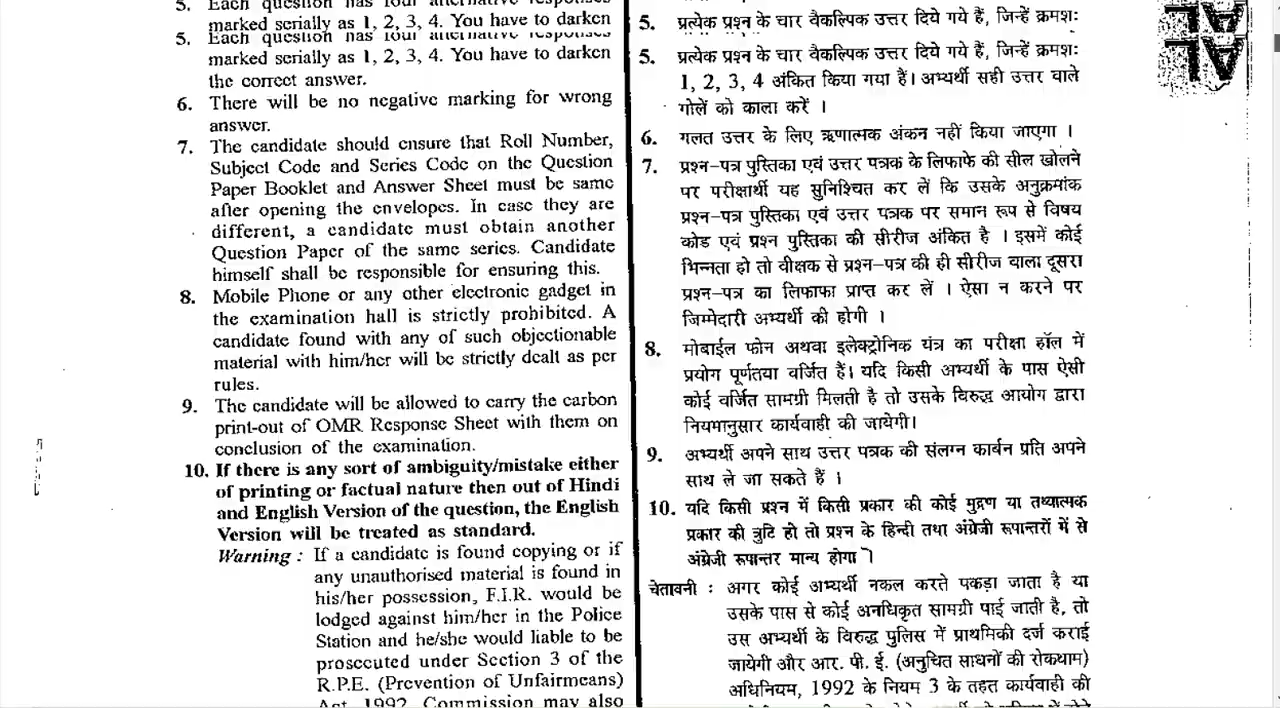 5. Each question has four alternative responses
marked serially as 1, 2, 3, 4. You have to darken
5. Each question has four alternative responses
marked serially as 1, 2, 3, 4. You have to darken
the correct answer.
6. There will be no negative marking for wrong
answer.
7. The candidate should ensure that Roll Number,
Subject Code and Series Code on the Question
Paper Booklet and Answer Sheet must be same
after opening the envelopes. In case they are
different, a candidate must obtain another
Question Paper of the same series. Candidate
himself shall be responsible for ensuring this.
8. Mobile Phone or any other electronic gadget in
the examination hall is strictly prohibited. A
candidate found with any of such objectionable
material with him/her will be strictly dealt as per
rules.
9. The candidate will be allowed to carry the carbon
print-out of OMR Response Sheet with them on
conclusion of the examination.
10. If there is any sort of ambiguity/mistake either
of printing or factual nature then out of Hindi
and English Version of the question, the English
Version will be treated as standard.
Warning : If a candidate is found copying or if
any unauthorised material is found in
his/her possession, F.I.R. would be
lodged against him/her in the Police
Station and he/she would liable to be
prosecuted under Section 3 of the
R.P.E. (Prevention of Unfairmeans)
Act, 1992. Commission may also
5. प्रत्येक प्रश्न के चार वैकल्पिक उत्तर दिये गये हैं, जिन्हें क्रमशः
5. प्रत्येक प्रश्न के चार वैकल्पिक उत्तर दिये गये हैं, जिन्हें क्रमशः
1, 2, 3, 4 अंकित किया गया है। अभ्यर्थी सही उत्तर वाले
गोलें को काला करें ।
6. गलत उत्तर के लिए ऋणात्मक अंकन नहीं किया जाएगा ।
7. प्रश्न-पत्र पुस्तिका एवं उत्तर पत्रक के लिफाफे की सील खोलने
पर परीक्षार्थी यह सुनिश्चित कर लें कि उसके अनुक्रमांक
प्रश्न-पत्र पुस्तिका एवं उत्तर पत्रक पर समान रूप से विषय
कोड एवं प्रश्न पुस्तिका की सीरीज अंकित है । इसमें कोई
भिन्नता हो तो वीक्षक से प्रश्न-पत्र की ही सीरीज वाला दूसरा
प्रश्न-पत्र का लिफाफा प्राप्त कर लें । ऐसा न करने पर
जिम्मेदारी अभ्यर्थी की होगी ।
8. मोबाईल फोन अथवा इलेक्ट्रोनिक यंत्र का परीक्षा हॉल में
प्रयोग पूर्णतया वर्जित हैं। यदि किसी अभ्यर्थी के पास ऐसी
कोई वर्जित सामग्री मिलती है तो उसके विरुद्ध आयोग द्वारा
नियमानुसार कार्यवाही की जायेगी।
9. अभ्यर्थी अपने साथ उत्तर पत्रक की संलग्न कार्बन प्रति अपने
साथ ले जा सकते हैं ।
10. यदि किसी प्रश्न में किसी प्रकार की कोई मुद्रण या तथ्यात्मक
प्रकार की त्रुटि हो तो प्रश्न के हिन्दी तथा अंग्रेजी रूपान्तरों में से
अंग्रेजी रूपान्तर मान्य होगा ।
चेतावनी : अगर कोई अभ्यर्थी नकल करते पकड़ा जाता है या
उसके पास से कोई अनधिकृत सामग्री पाई जाती है, तो
उस अभ्यर्थी के विरुद्ध पुलिस में प्राथमिकी दर्ज कराई
जायेगी और आर. पी. ई. (अनुचित साधनों की रोकथाम)
अधिनियम, 1992 के नियम 3 के तहत कार्यवाही की